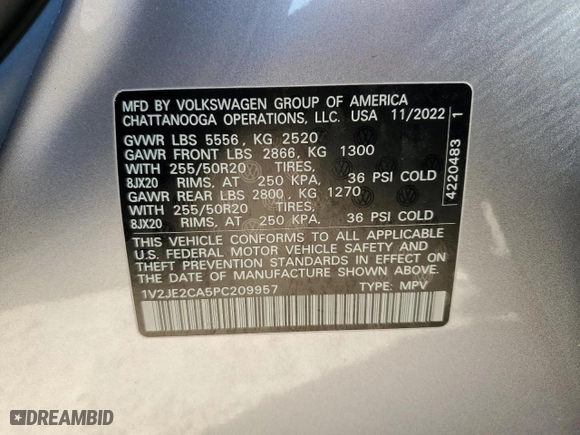 MFD BY VOLKSWAGEN GROUP OF AMERICA
CHATTANOOGA OPERATIONS, LLC. USA 11/2022
GVWR LBS 5556, KG 2520
GAWR FRONT LBS 2866, KG 1300
WITH 255/50R20 TIRES,
8JX20 RIMS, AT 250 KPA, 36 PSI COLD
GAWR REAR LBS 2800, KG 1270
WITH 255/50R20 TIRES,
8JX20 RIMS, AT 250 KPA, 36 PSI COLD
THIS VEHICLE CONFORMS TO ALL APPLICABLE
U.S. FEDERAL MOTOR VEHICLE SAFETY AND
THEFT PREVENTION STANDARDS IN EFFECT ON
THE DATE OF MANUFACTURE SHOWN ABOVE.
1V2JE2CA5PC209957 TYPE: MPV
4220483 1
DREAMBID